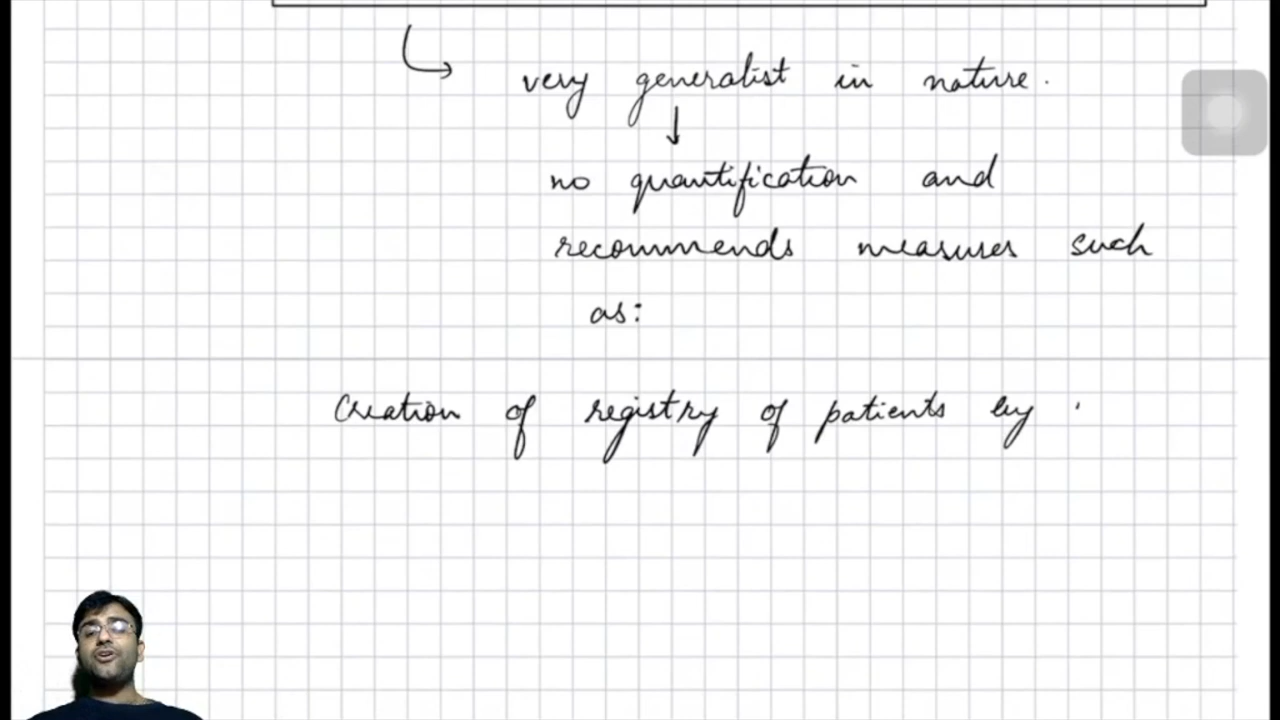 very generalist in nature.
no quantification and
recommends measures such
as:
Creation of registry of patients by